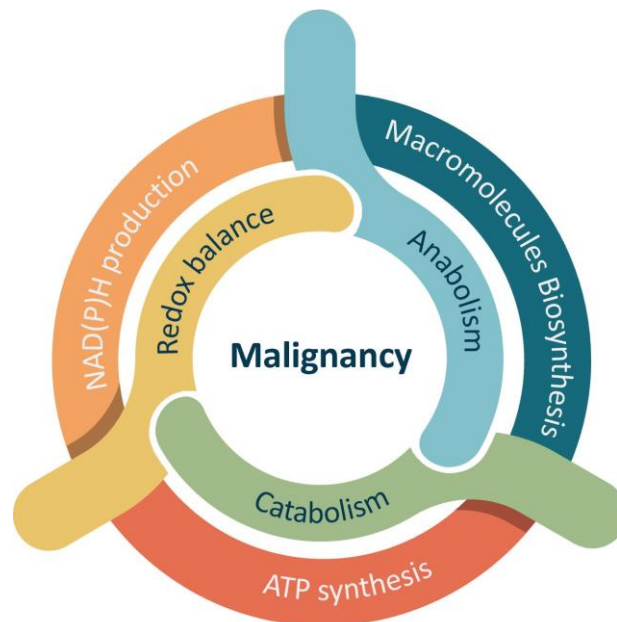 NAD(P)H production
Macromolecules Biosynthesis
Redox balance
Anabolism
Malignancy
Catabolism
ATP synthesis